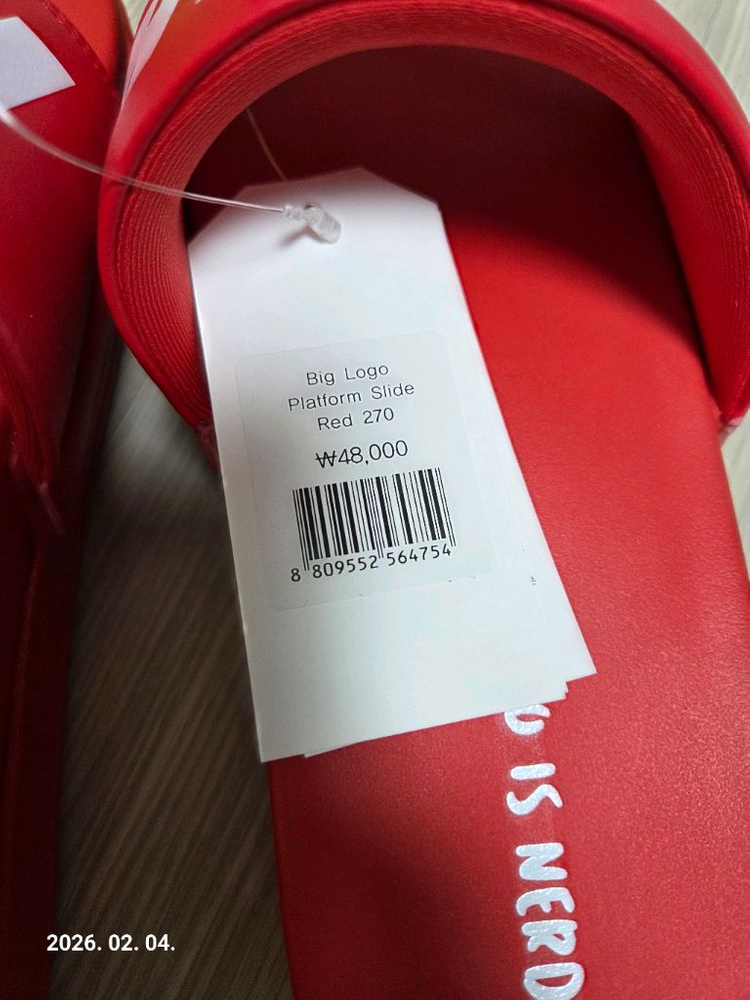 Big Logo
Platform Slide
Red 270
₩48,000
8 809552 564754
IS NERD
2026. 02. 04.